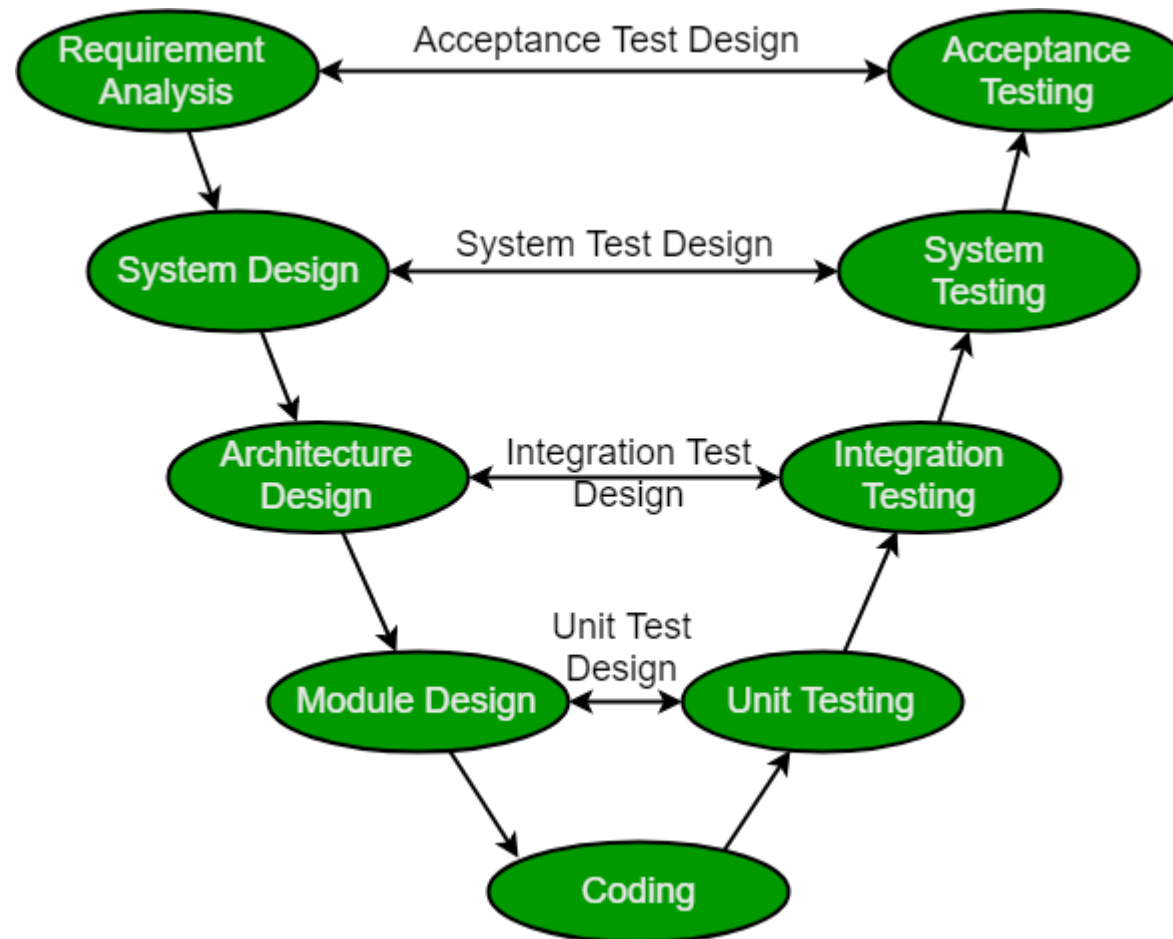 Requirement
Analysis
Acceptance Test Design
Acceptance
Testing
System Design
System Test Design
System
Testing
Architecture
Design
Integration Test
Design
Integration
Testing
Module Design
Unit Test
Design
Unit Testing
Coding